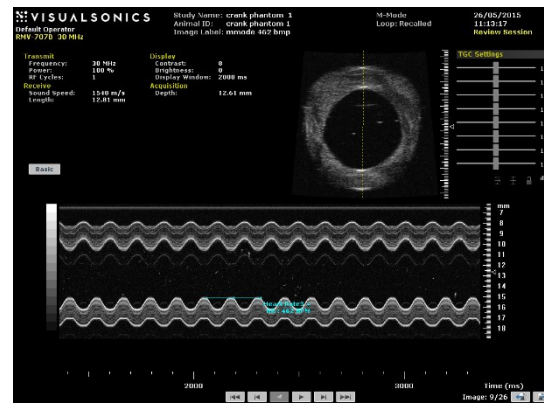 VISUALSONICS
Default Operator
RMV-707B 30 MHz
Study Name: crank phantom 1
Animal ID: phantom 1
Image Label: mmode 462 bmp
M-Mode
Loop: Recalled
26/05/2015
11:13:17
Review Session
Transmit
Frequency: 30 MHz
Power: 100 %
RF Cycles:
Receive
Sound Speed: 1540 m/s
Length: 12.81 mm
Display
Contrast: 0
Brightness: 0
Display Window: 2000 ms
Acquisition
Depth: 12.61 mm
TGC Settings
Basic
mm
7
8
9
10
11
12
13
14
15
16
17
18
462
2000
3000
Time (ms)
Image: 9/26